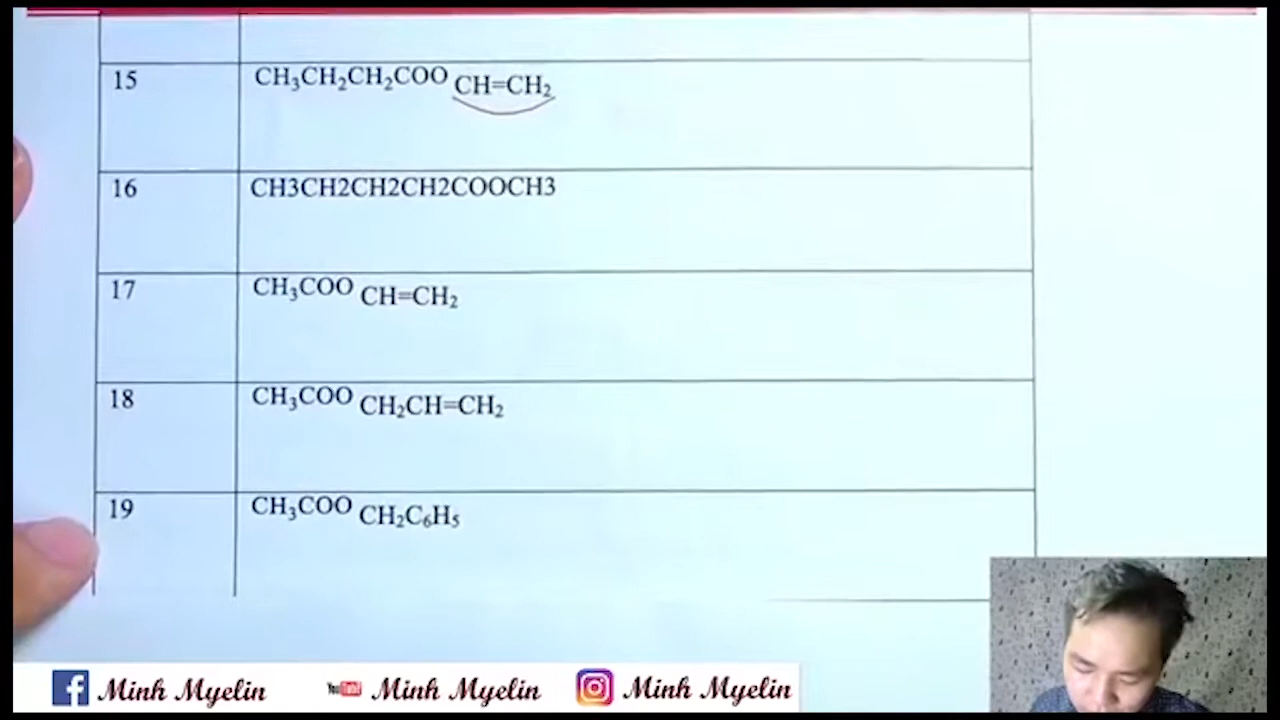 15 CH₃CH₂CH₂COO CH=CH₂
16 CH3CH2CH2CH2COOCH3
17 CH₃COO CH=CH₂
18 CH₃COO CH₂CH=CH₂
19 CH₃COO CH₂C₆H₅
f Minh Myelin YouTube Minh Myelin Minh Myelin